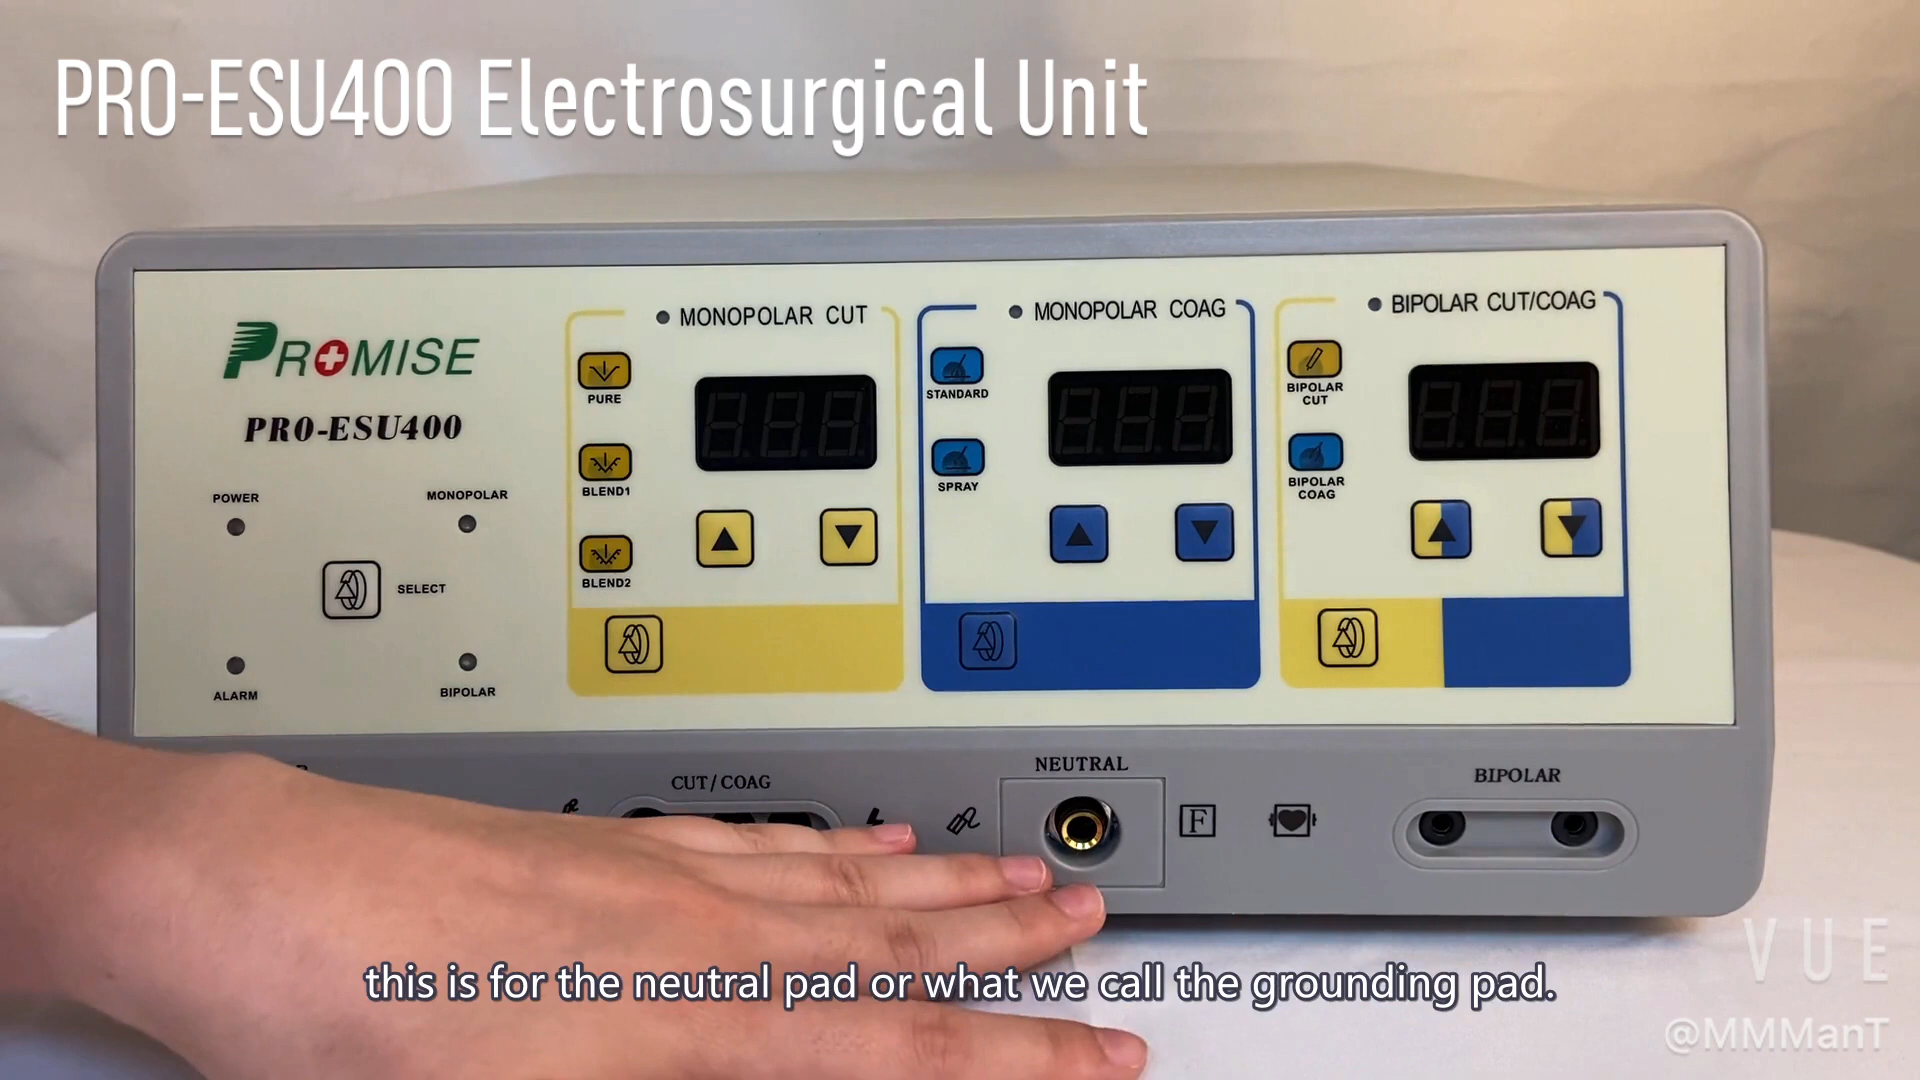 PRO-ESU400 Electrosurgical Unit
PROMISE
PRO-ESU400
POWER
MONOPOLAR
SELECT
ALARM
BIPOLAR
MONOPOLAR CUT
PURE
BLEND1
BLEND2
MONOPOLAR COAG
STANDARD
SPRAY
BIPOLAR CUT/COAG
BIPOLAR
CUT
BIPOLAR
COAG
CUT/COAG
NEUTRAL
F
BIPOLAR
this is for the neutral pad or what we call the grounding pad.
VUE
@MMManT